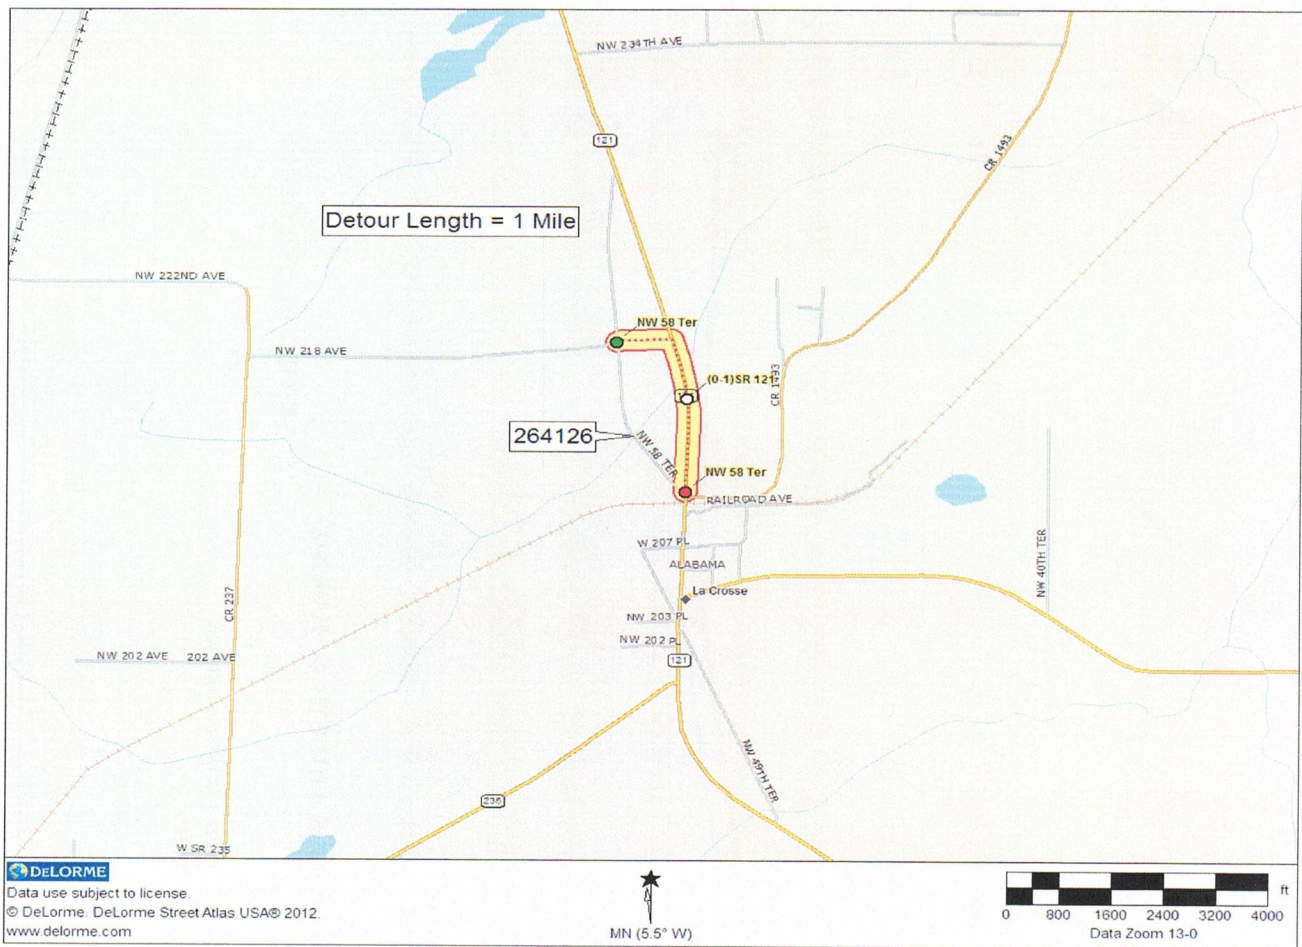 NW 234TH AVE
121
CR 1493
Detour Length = 1 Mile
NW 222ND AVE
NW 58 Ter
NW 218 AVE
(0-1)SR 121
CR 1493
264126
NW 58 TER
NW 58 Ter
RAILROAD AVE
W 207 PL
ALABAMA
NW 40TH TER
La Crosse
CR 237
NW 203 PL
NW 202 PL
NW 202 AVE
202 AVE
121
NW 49TH TER
W SR 235
DELORME
Data use subject to license.
© DeLorme. DeLorme Street Atlas USA® 2012.
www.delorme.com
MN (5.5° W)
ft
0 800 1600 2400 3200 4000
Data Zoom 13-0